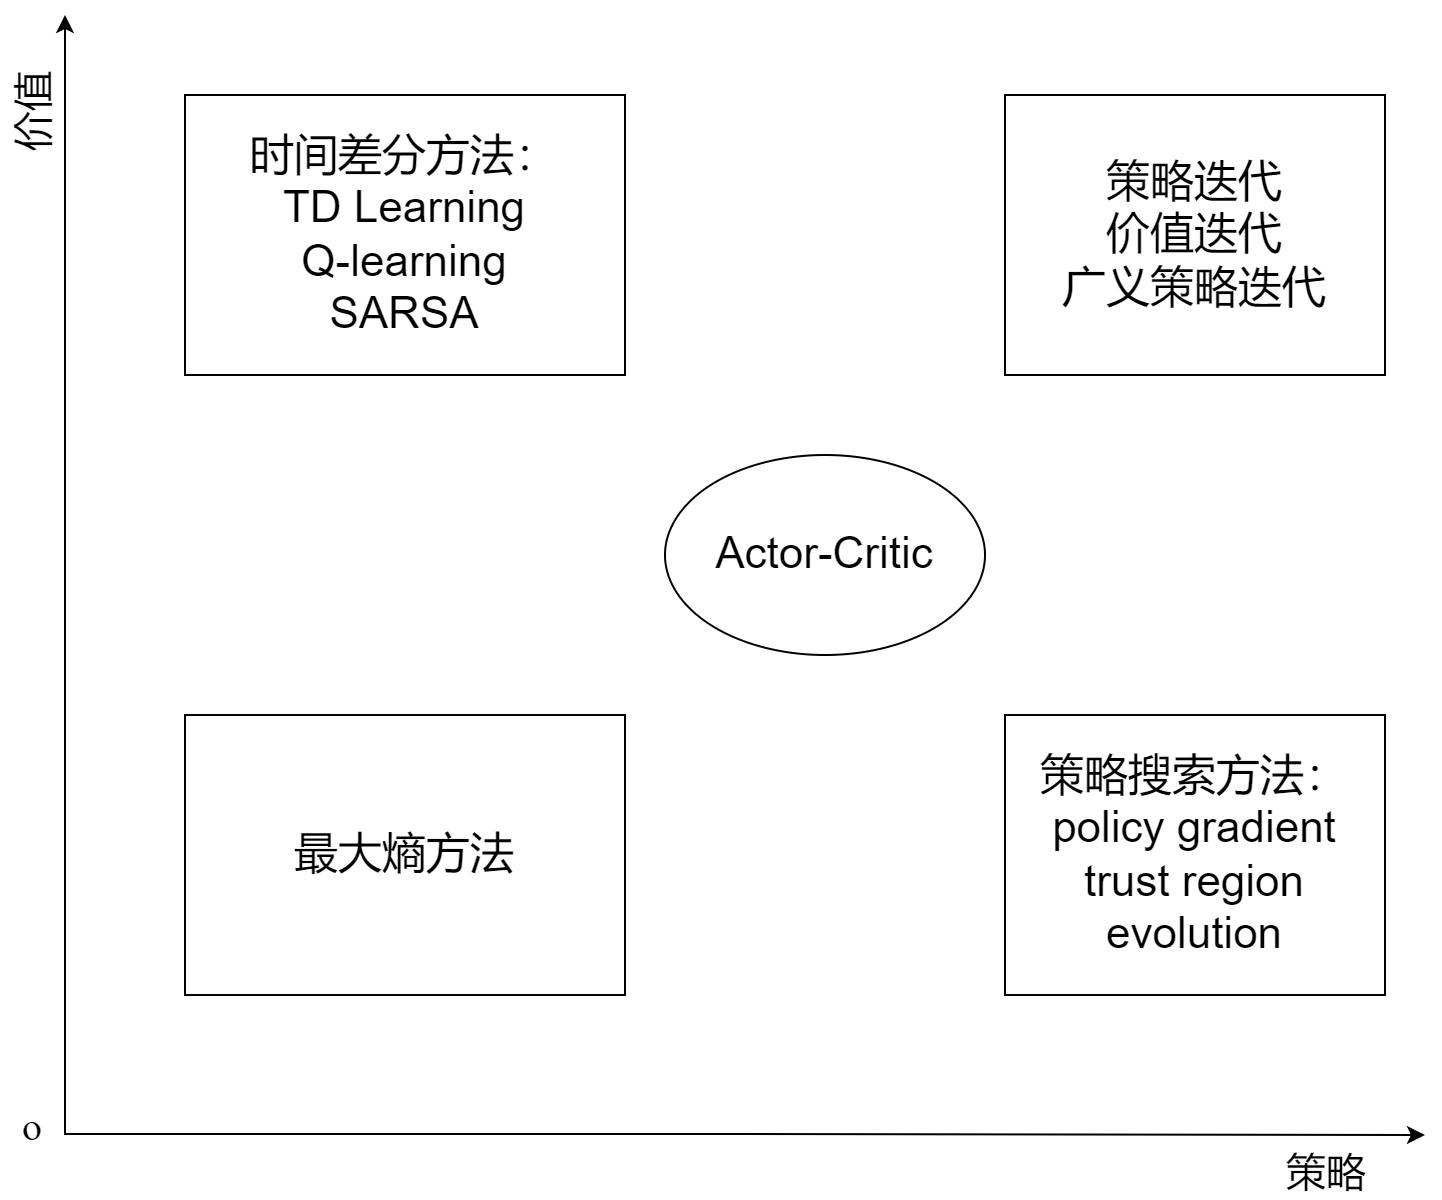 价值
时间差分方法：
TD Learning
Q-learning
SARSA
策略迭代
价值迭代
广义策略迭代
Actor-Critic
最大熵方法
策略搜索方法：
policy gradient
trust region
evolution
o
策略